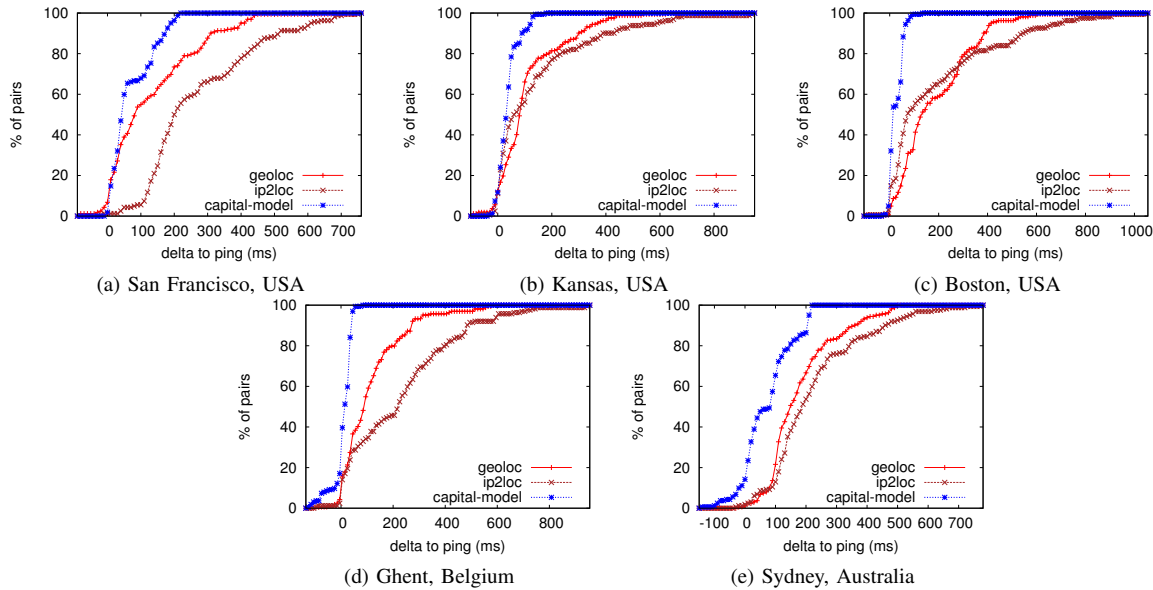 100
80
60
40
20
0
% of pairs
geoloc
ip2loc
capital-model
0 100 200 300 400 500 600 700
delta to ping (ms)
(a) San Francisco, USA
100
80
60
40
20
0
% of pairs
geoloc
ip2loc
capital-model
0 200 400 600 800
delta to ping (ms)
(b) Kansas, USA
100
80
60
40
20
0
% of pairs
geoloc
ip2loc
capital-model
0 200 400 600 800 1000
delta to ping (ms)
(c) Boston, USA
100
80
60
40
20
0
% of pairs
geoloc
ip2loc
capital-model
0 200 400 600 800
delta to ping (ms)
(d) Ghent, Belgium
100
80
60
40
20
0
% of pairs
geoloc
ip2loc
capital-model
-100 0 100 200 300 400 500 600 700
delta to ping (ms)
(e) Sydney, Australia